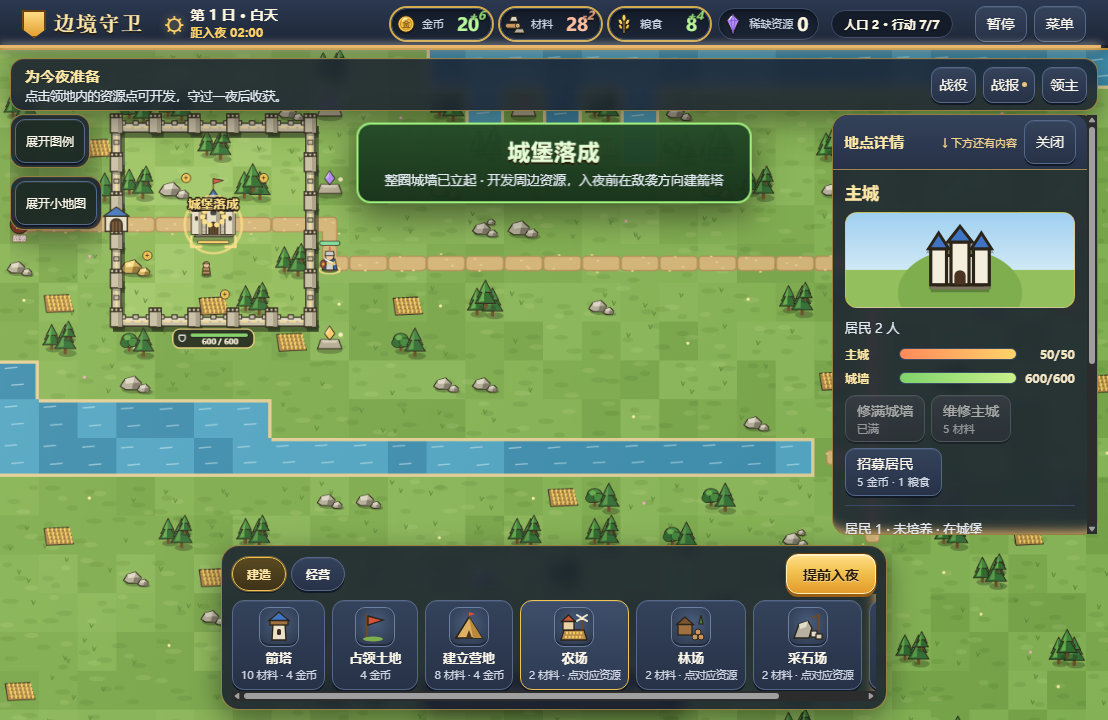 边境守卫
第 1 日 · 白天
距入夜 02:00
金币 20 +6
材料 28 -2
粮食 8 +4
稀缺资源 0
人口 2 • 行动 7/7
暂停
菜单
为今夜准备
点击领地内的资源点可开发，守过一夜后收获。
战役
战报
领主
展开图例
展开小地图
城堡落成
整圈城墙已立起 · 开发周边资源，入夜前在敌袭方向建箭塔
城堡落成
600 / 600
地点详情
↓下方还有内容
关闭
主城
居民 2 人
主城 50/50
城墙 600/600
修满城墙
已满
维修主城
5 材料
招募居民
5 金币 · 1 粮食
居民 1 · 未培养 · 在城堡
建造
经营
提前入夜
箭塔
10 材料 · 4 金币
占领土地
4 金币
建立营地
8 材料 · 4 金币
农场
2 材料 · 点对应资源
林场
2 材料 · 点对应资源
采石场
2 材料 · 点对应资源